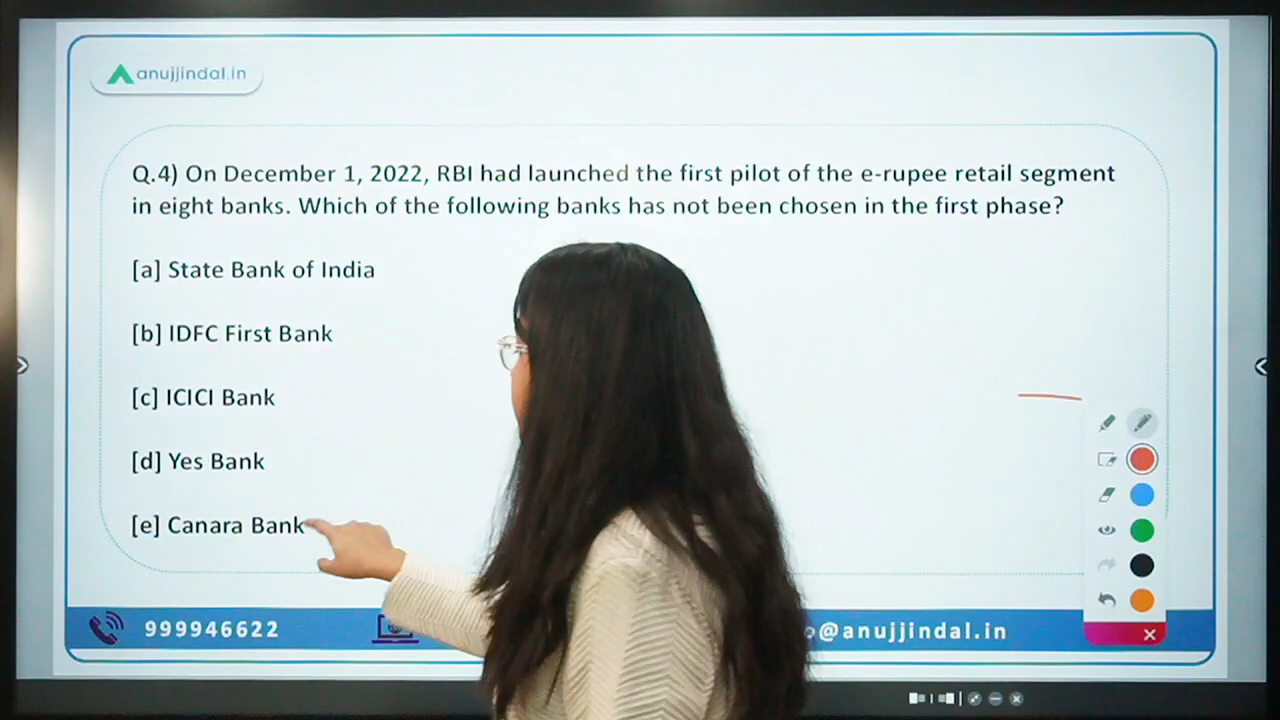 anujjindal.in
Q.4) On December 1, 2022, RBI had launched the first pilot of the e-rupee retail segment
in eight banks. Which of the following banks has not been chosen in the first phase?
[a] State Bank of India
[b] IDFC First Bank
[c] ICICI Bank
[d] Yes Bank
[e] Canara Bank
999946622
@anujjindal.in